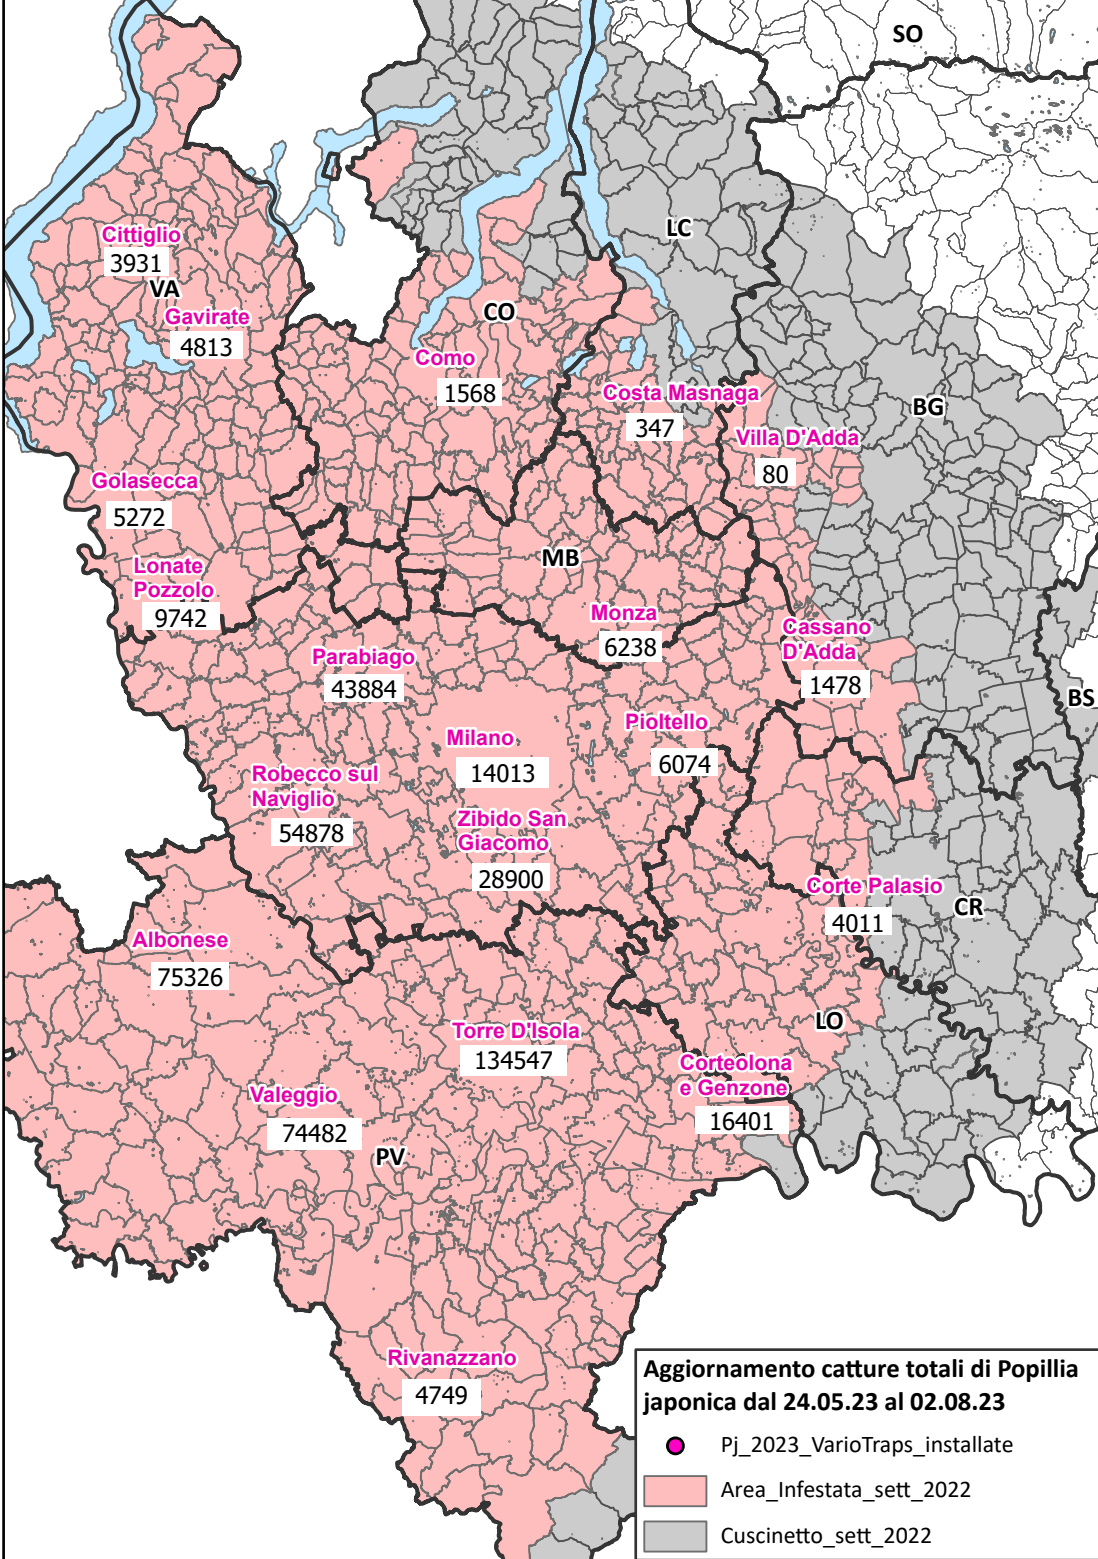 SO
LC
Cittiglio
3931
VA
Gavirate
4813
CO
Como
1568
Costa Masnaga
347
BG
Villa D'Adda
80
Golasecca
5272
MB
Lonate
Pozzolo
9742
Monza
6238
Cassano
D'Adda
1478
Parabiago
43884
BS
Pioltello
6074
Milano
14013
Robecco sul
Naviglio
54878
Zibido San
Giacomo
28900
Corte Palasio
4011
CR
Albonese
75326
LO
Torre D'Isola
134547
Corteolona
e Genzone
16401
Valeggio
74482
PV
Rivanazzano
4749
Aggiornamento catture totali di Popillia
japonica dal 24.05.23 al 02.08.23
Pj_2023_VarioTraps_installate
Area_Infestata_sett_2022
Cuscinetto_sett_2022